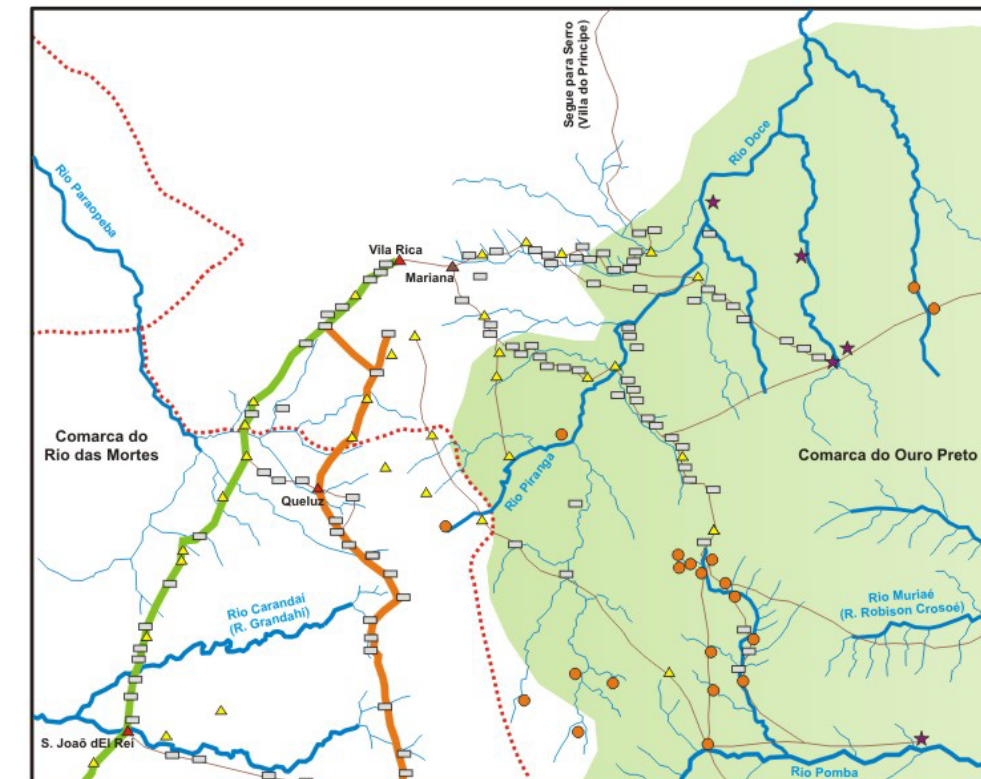 Segue para Serro
(Villa do Principe)
Rio Doce
Rio Paraopeba
Vila Rica
Mariana
Comarca do
Rio das Mortes
Comarca do Ouro Preto
Queluz
Rio Piranga
Rio Carandaí
(R. Grandahi)
Rio Muriaé
(R. Robison Crosoé)
S. Joaõ dEl Rei
Rio Pomba